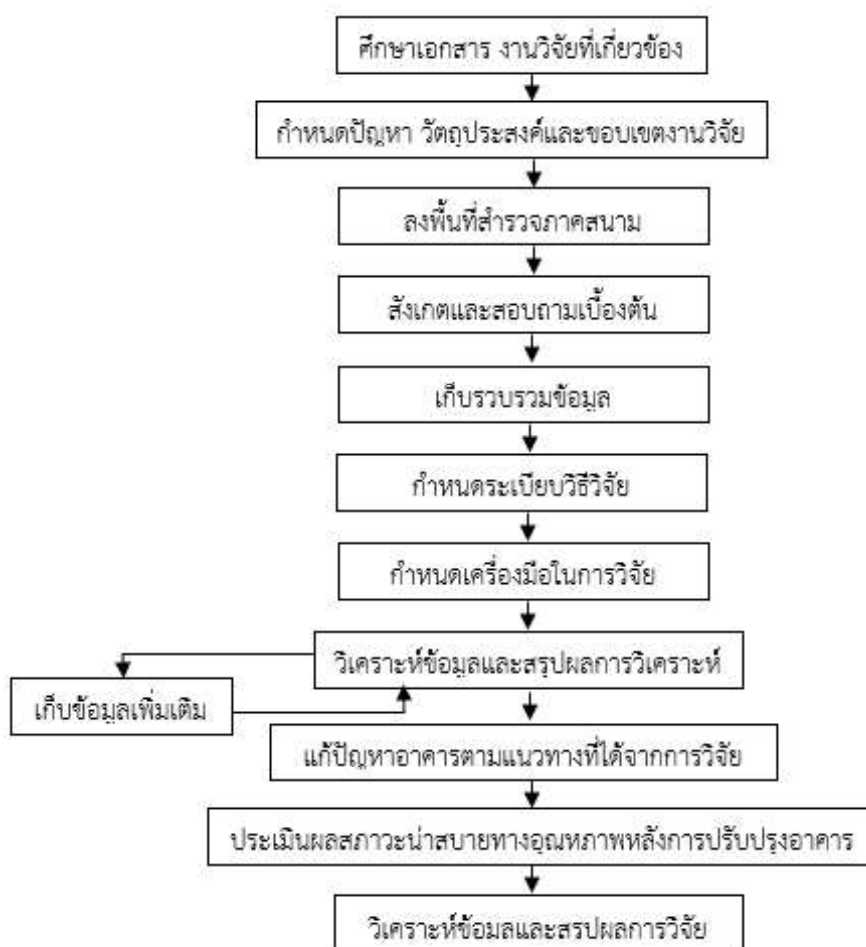 ศึกษาเอกสาร งานวิจัยที่เกี่ยวข้อง
กำหนดปัญหา วัตถุประสงค์และขอบเขตงานวิจัย
ลงพื้นที่สำรวจภาคสนาม
สังเกตและสอบถามเบื้องต้น
เก็บรวบรวมข้อมูล
กำหนดระเบียบวิธีวิจัย
กำหนดเครื่องมือในการวิจัย
วิเคราะห์ข้อมูลและสรุปผลการวิเคราะห์
เก็บข้อมูลเพิ่มเติม
แก้ปัญหาอาคารตามแนวทางที่ได้จากการวิจัย
ประเมินผลสภาวะน่าสบายทางอุณหภาพหลังการปรับปรุงอาคาร
วิเคราะห์ข้อมูลและสรุปผลการวิจัย